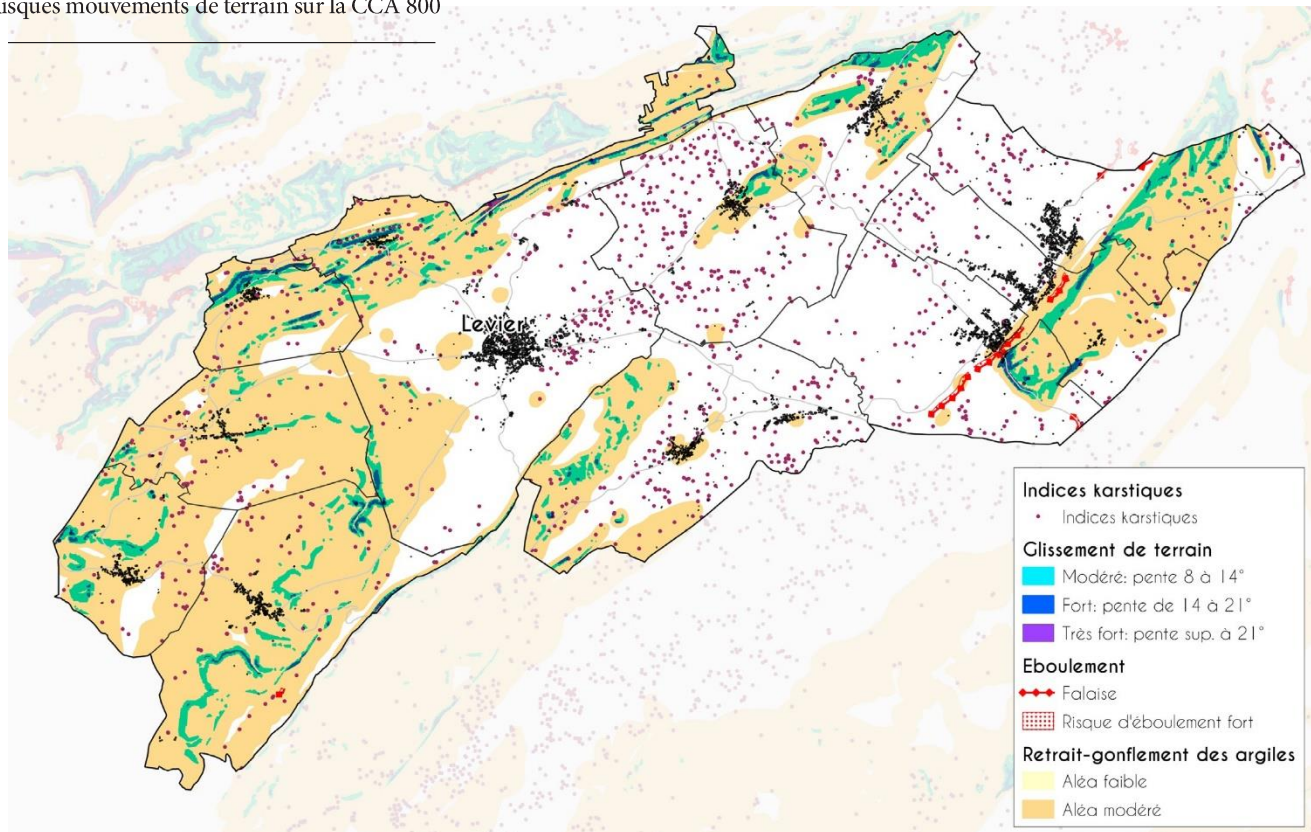 isques mouvements de terrain sur la CCA 800
Levier
Indices karstiques
Indices karstiques
Glissement de terrain
Modéré: pente 8 à 14°
Fort: pente de 14 à 21°
Très fort: pente sup. à 21°
Eboulement
Falaise
Risque d'éboulement fort
Retrait-gonflement des argiles
Aléa faible
Aléa modéré